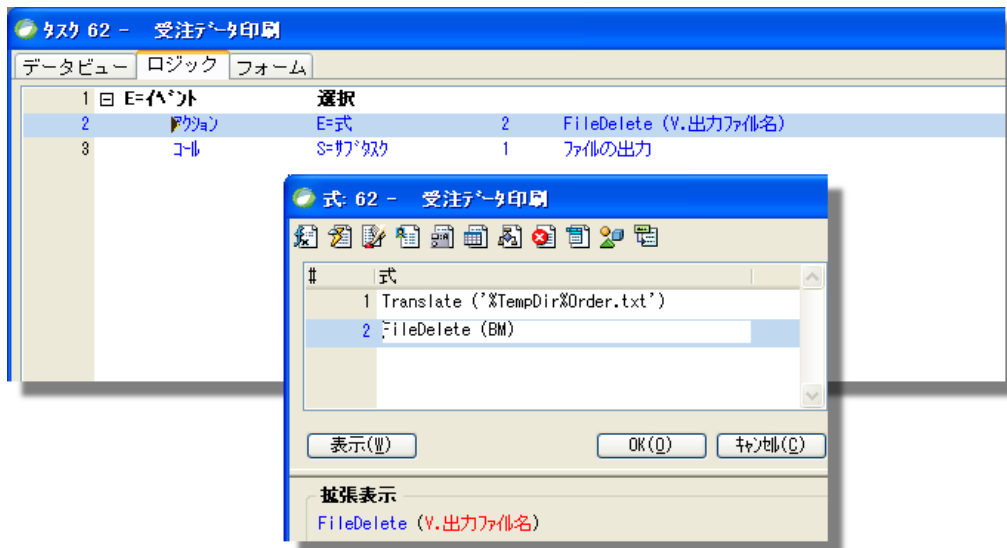 ﾀｽｸ 62 - 受注ﾃﾞｰﾀ印刷
データビュー ロジック フォーム
1 E=ｲﾍﾞﾝﾄ 選択
2 ｱｸｼｮﾝ E=式 2 FileDelete (V.出力ﾌｧｲﾙ名)
3 ｺｰﾙ S=ｻﾌﾞﾀｽｸ 1 ﾌｧｲﾙの出力
式: 62 - 受注ﾃﾞｰﾀ印刷
# 式
1 Translate ('%TempDir%Order.txt')
2 FileDelete (BM)
表示(W) OK(O) ｷｬﾝｾﾙ(C)
拡張表示
FileDelete (V.出力ﾌｧｲﾙ名)